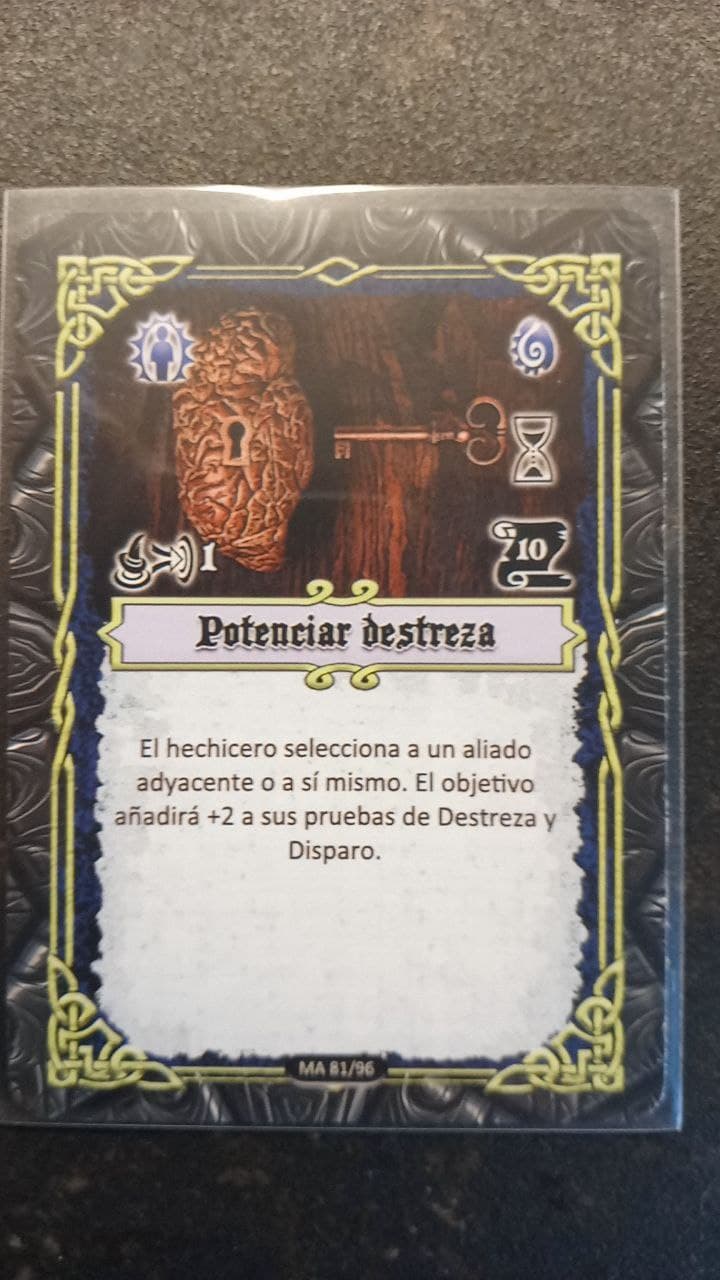 1
10
Potenciar destreza
El hechicero selecciona a un aliado
adyacente o a sí mismo. El objetivo
añadirá +2 a sus pruebas de Destreza y
Disparo.
MA 81/96